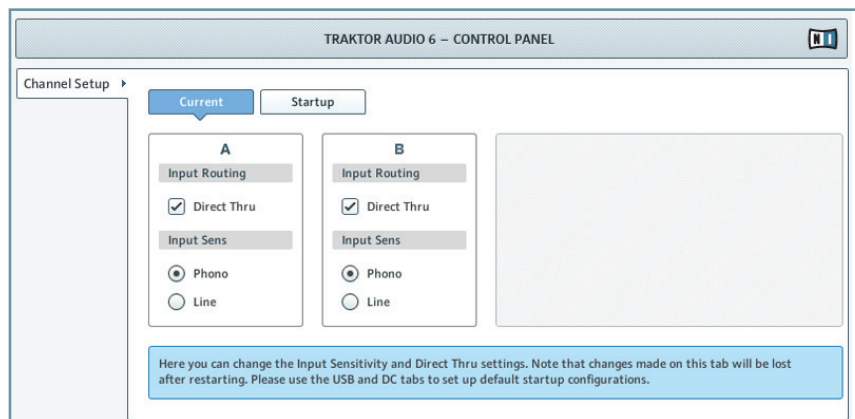 TRAKTOR AUDIO 6 – CONTROL PANEL
NI
Channel Setup
Current
Startup
A
Input Routing
Direct Thru
Input Sens
Phono
Line
B
Input Routing
Direct Thru
Input Sens
Phono
Line
Here you can change the Input Sensitivity and Direct Thru settings. Note that changes made on this tab will be lost
after restarting. Please use the USB and DC tabs to set up default startup configurations.